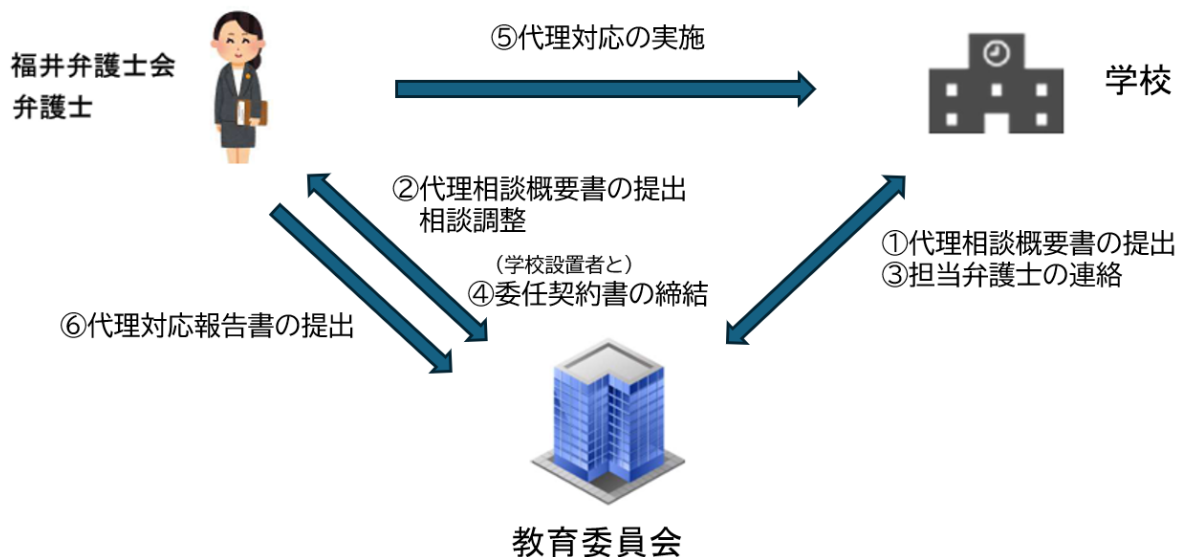 ⑤代理対応の実施
福井弁護士会
弁護士
学校
②代理相談概要書の提出
相談調整
①代理相談概要書の提出
③担当弁護士の連絡
（学校設置者と）
④委任契約書の締結
⑥代理対応報告書の提出
教育委員会